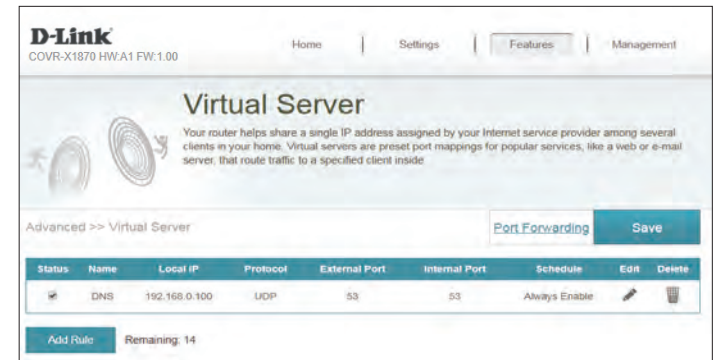 D-Link
COVR-X1870 HW:A1 FW:1.00
Home | Settings | Features | Management
Virtual Server
Your router helps share a single IP address assigned by your Internet service provider among several
clients in your home. Virtual servers are preset port mappings for popular services, like a web or e-mail
server, that route traffic to a specified client inside
Advanced >> Virtual Server
Port Forwarding
Save
Status Name Local IP Protocol External Port Internal Port Schedule Edit Delete
DNS 192.168.0.100 UDP 53 53 Always Enable
Add Rule Remaining: 14